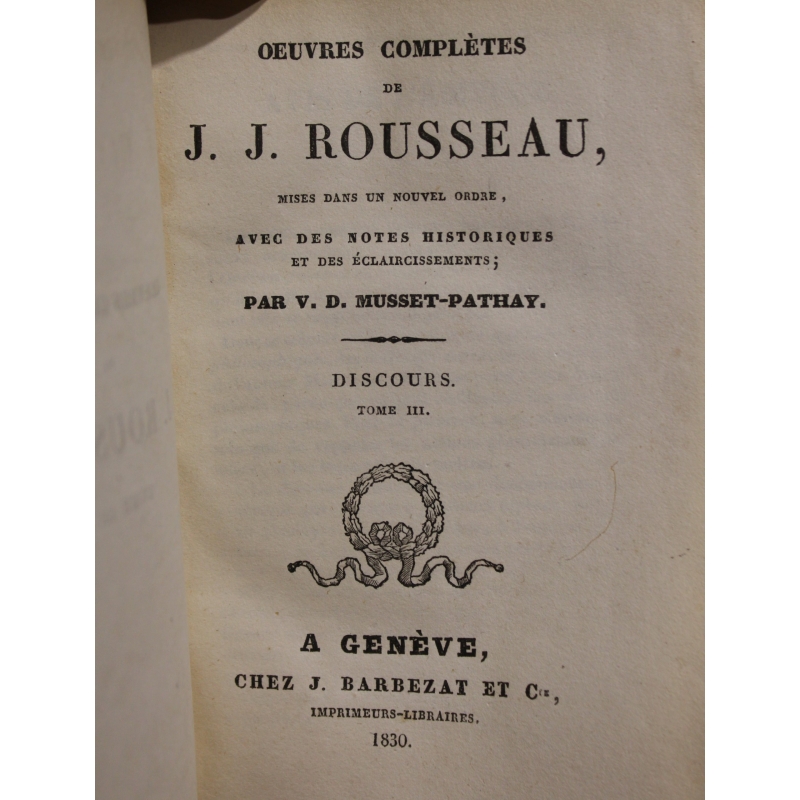 OEUVRES COMPLÈTES
DE
J. J. ROUSSEAU,
MISES DANS UN NOUVEL ORDRE,
AVEC DES NOTES HISTORIQUES
ET DES ÉCLAIRCISSEMENTS;
PAR V. D. MUSSET-PATHAY.
DISCOURS.
TOME III.
A GENÈVE,
CHEZ J. BARBEZAT ET Cie,
IMPRIMEURS-LIBRAIRES.
1830.